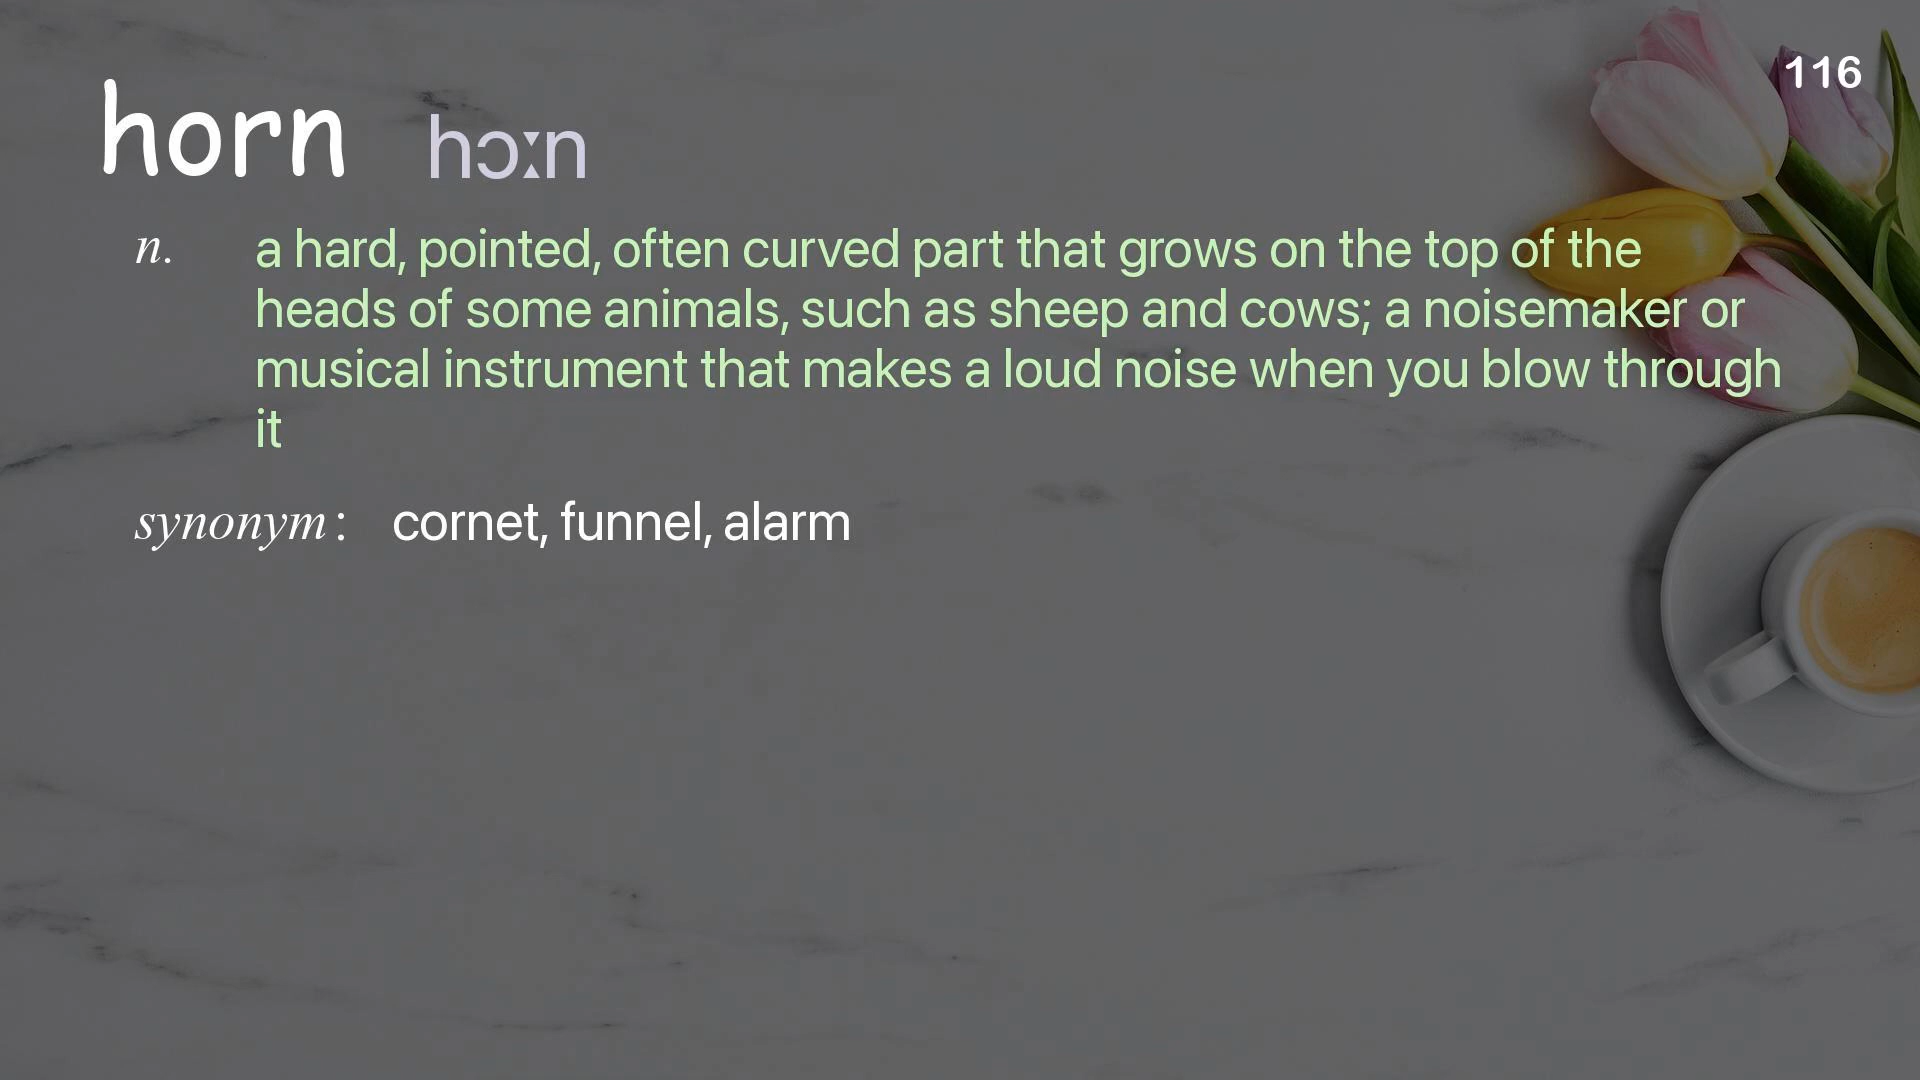 116
horn hɔːn
n. a hard, pointed, often curved part that grows on the top of the
heads of some animals, such as sheep and cows; a noisemaker or
musical instrument that makes a loud noise when you blow through
it
synonym: cornet, funnel, alarm